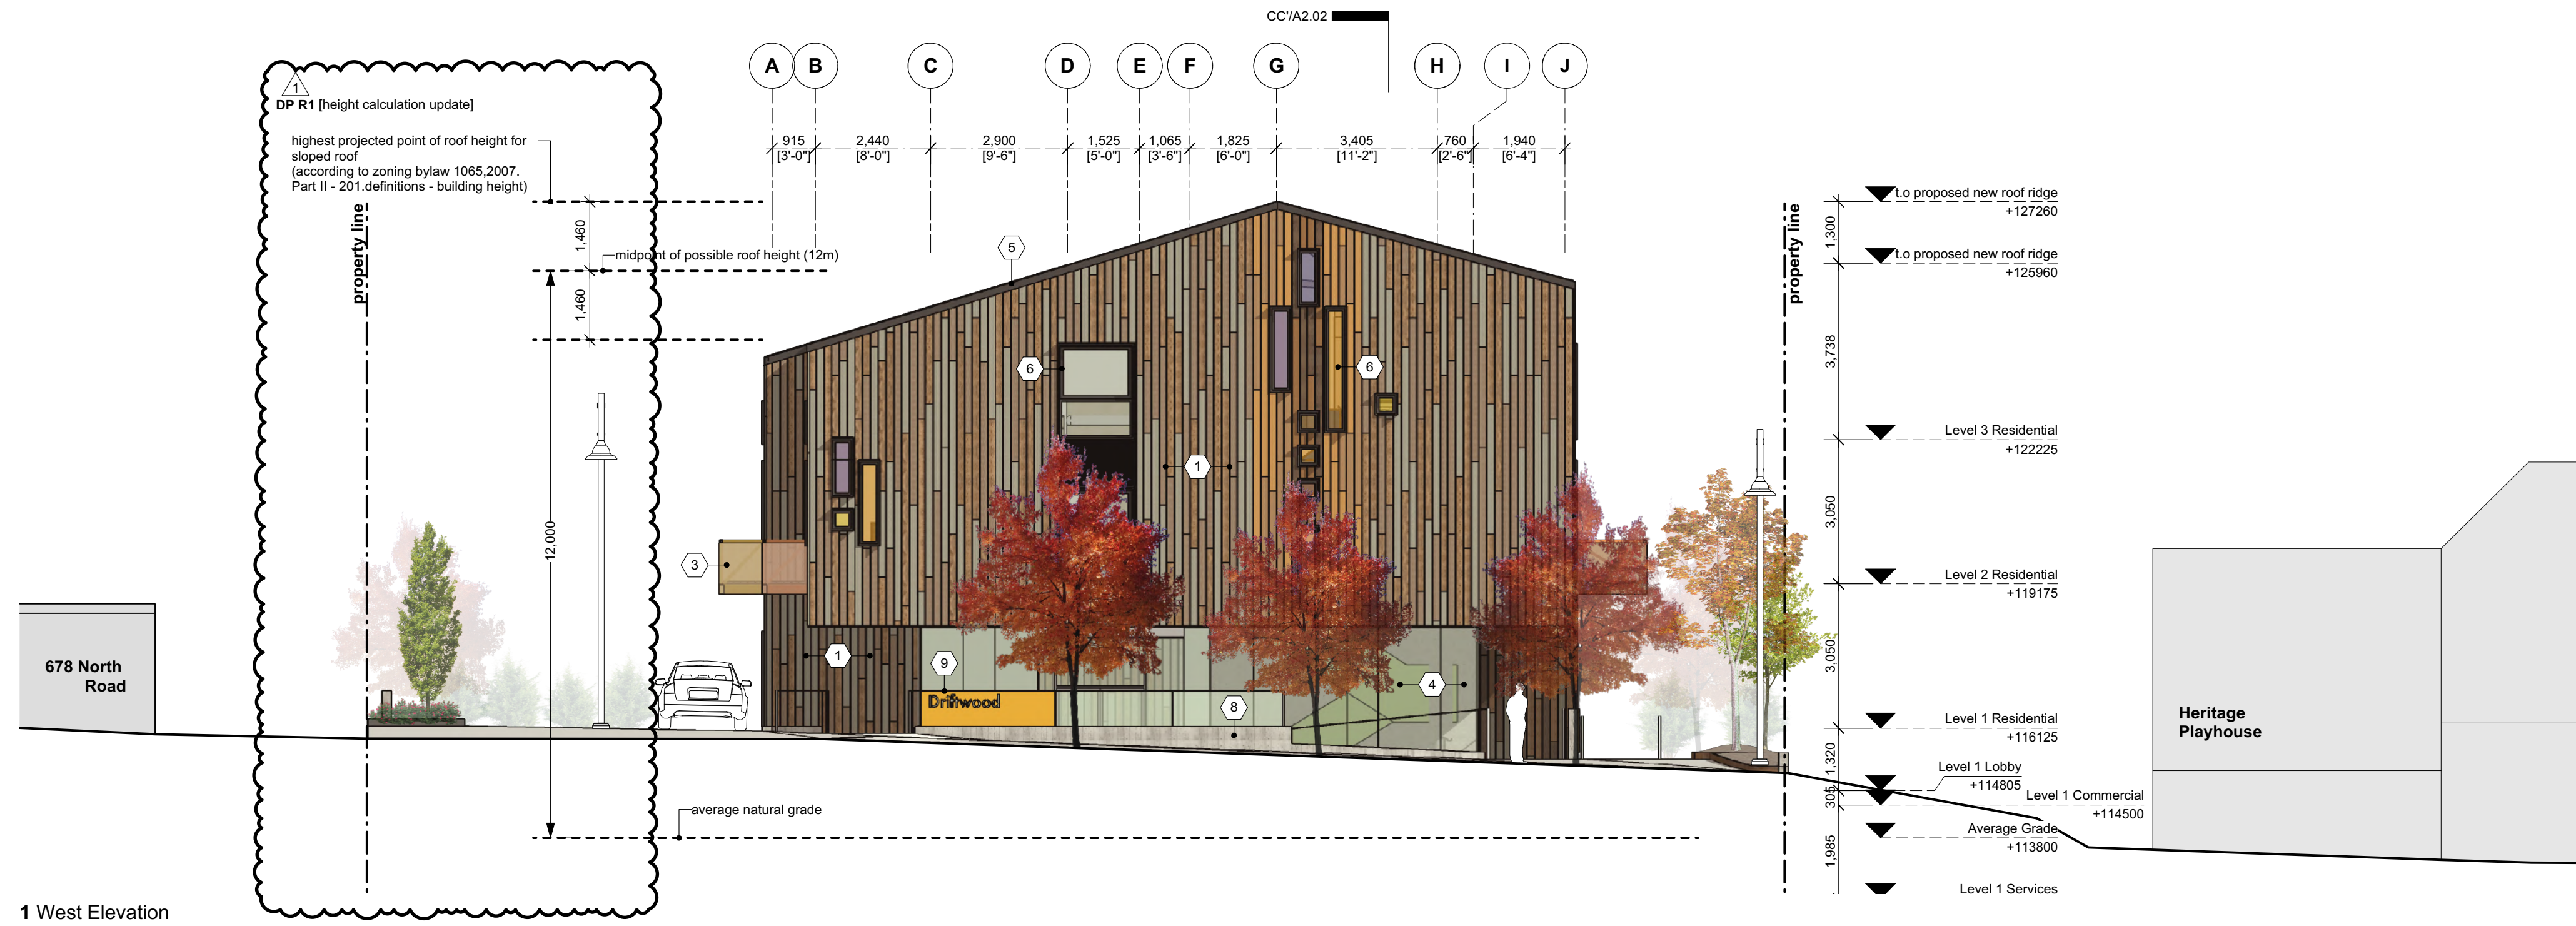 CC'/A2.02
A B C D E F G H I J
1
DP R1 [height calculation update]
highest projected point of roof height for
sloped roof
(according to zoning bylaw 1065,2007.
Part II - 201.definitions - building height)
915 2,440 2,900 1,525 1,065 1,825 3,405 760 1,940
[3'-0"] [8'-0"] [9'-6"] [5'-0"] [3'-6"] [6'-0"] [11'-2"] [2'-6"] [6'-4"]
property line
1,460
midpoint of possible roof height (12m)
1,460
12,000
5
6
6
1
3
1
9
4
8
Driftwood
678 North
Road
average natural grade
property line
t.o proposed new roof ridge
+127260
1,300
t.o proposed new roof ridge
+125960
3,738
Level 3 Residential
+122225
3,050
Level 2 Residential
+119175
3,050
Level 1 Residential
+116125
1,320
Level 1 Lobby
+114805
305
Level 1 Commercial
+114500
Average Grade
+113800
1,985
Level 1 Services
Heritage
Playhouse
1 West Elevation